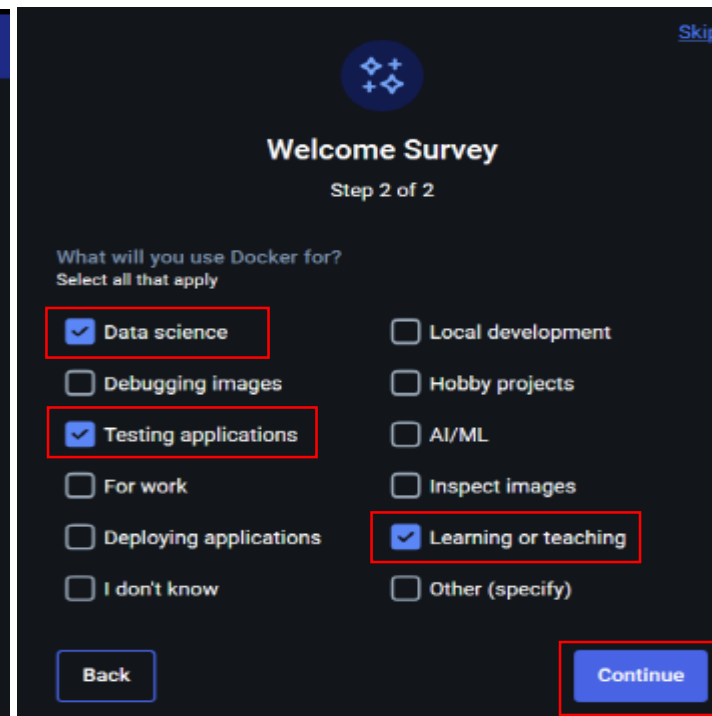 Skip
Welcome Survey
Step 2 of 2
What will you use Docker for?
Select all that apply
Data science
Local development
Debugging images
Hobby projects
Testing applications
AI/ML
For work
Inspect images
Deploying applications
Learning or teaching
I don't know
Other (specify)
Back
Continue